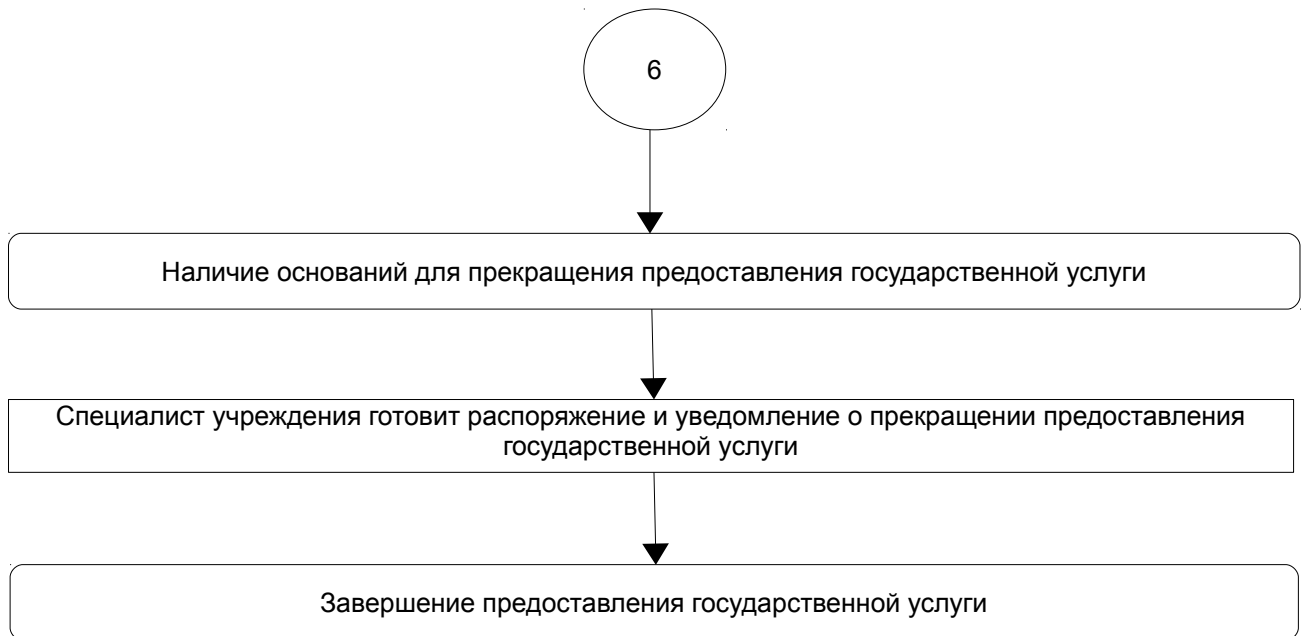 6
Наличие оснований для прекращения предоставления государственной услуги
Специалист учреждения готовит распоряжение и уведомление о прекращении предоставления
государственной услуги
Завершение предоставления государственной услуги